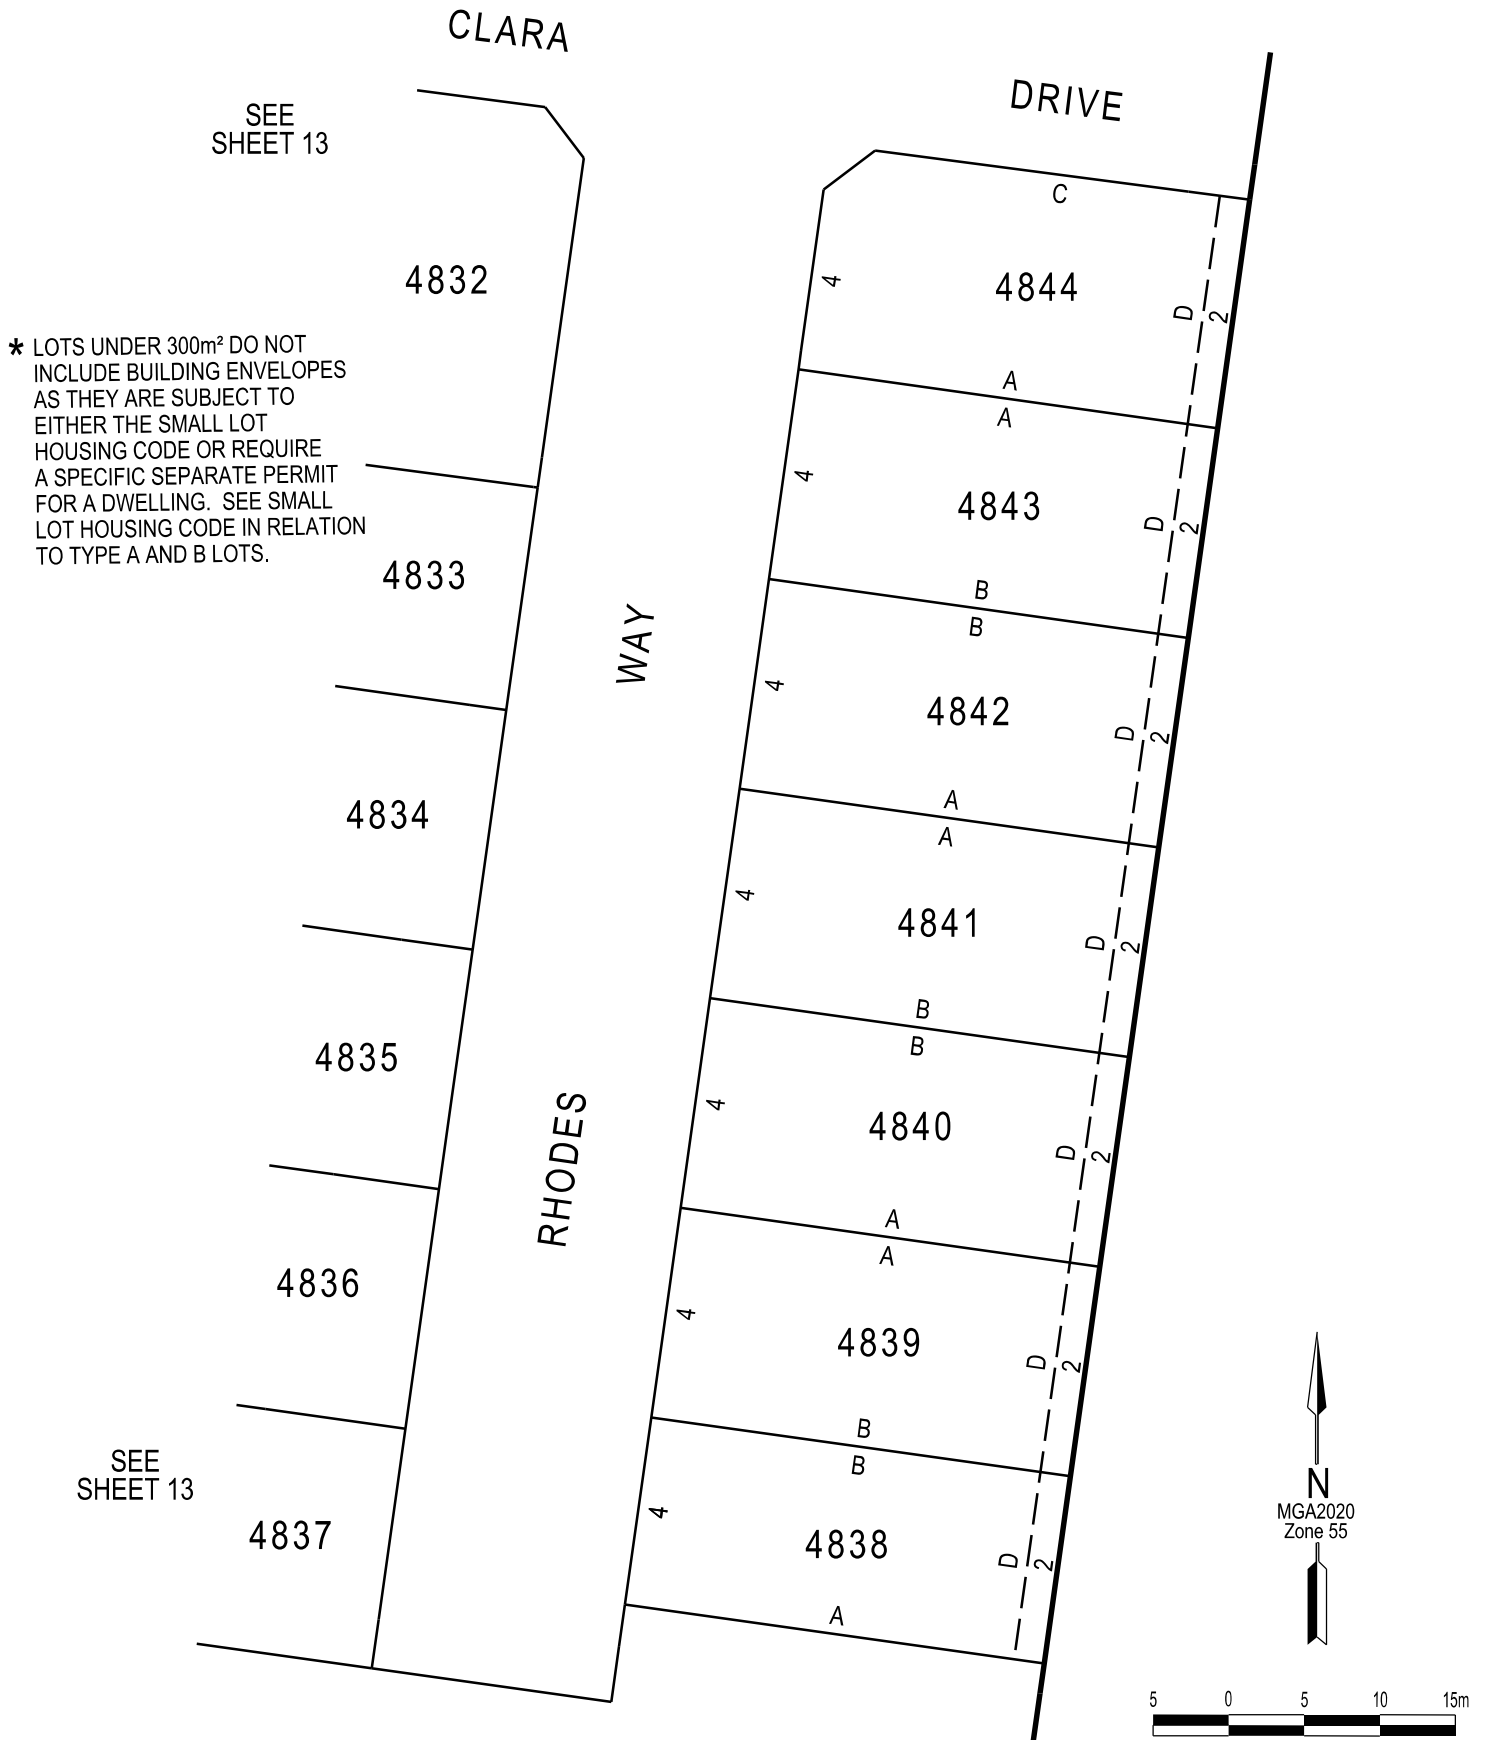 CLARA
DRIVE
SEE
SHEET 13
C
4832
4844
4
D
2
* LOTS UNDER 300m² DO NOT
INCLUDE BUILDING ENVELOPES
AS THEY ARE SUBJECT TO
EITHER THE SMALL LOT
HOUSING CODE OR REQUIRE
A SPECIFIC SEPARATE PERMIT
FOR A DWELLING. SEE SMALL
LOT HOUSING CODE IN RELATION
TO TYPE A AND B LOTS.
A
A
4
4843
D
2
4833
B
B
WAY
4
4842
D
2
4834
A
A
4
4841
D
2
4835
B
B
RHODES
4
4840
D
2
4836
A
A
4
4839
D
2
B
B
SEE
SHEET 13
4837
4
4838
D
2
A
N
MGA2020
Zone 55
5 0 5 10 15m